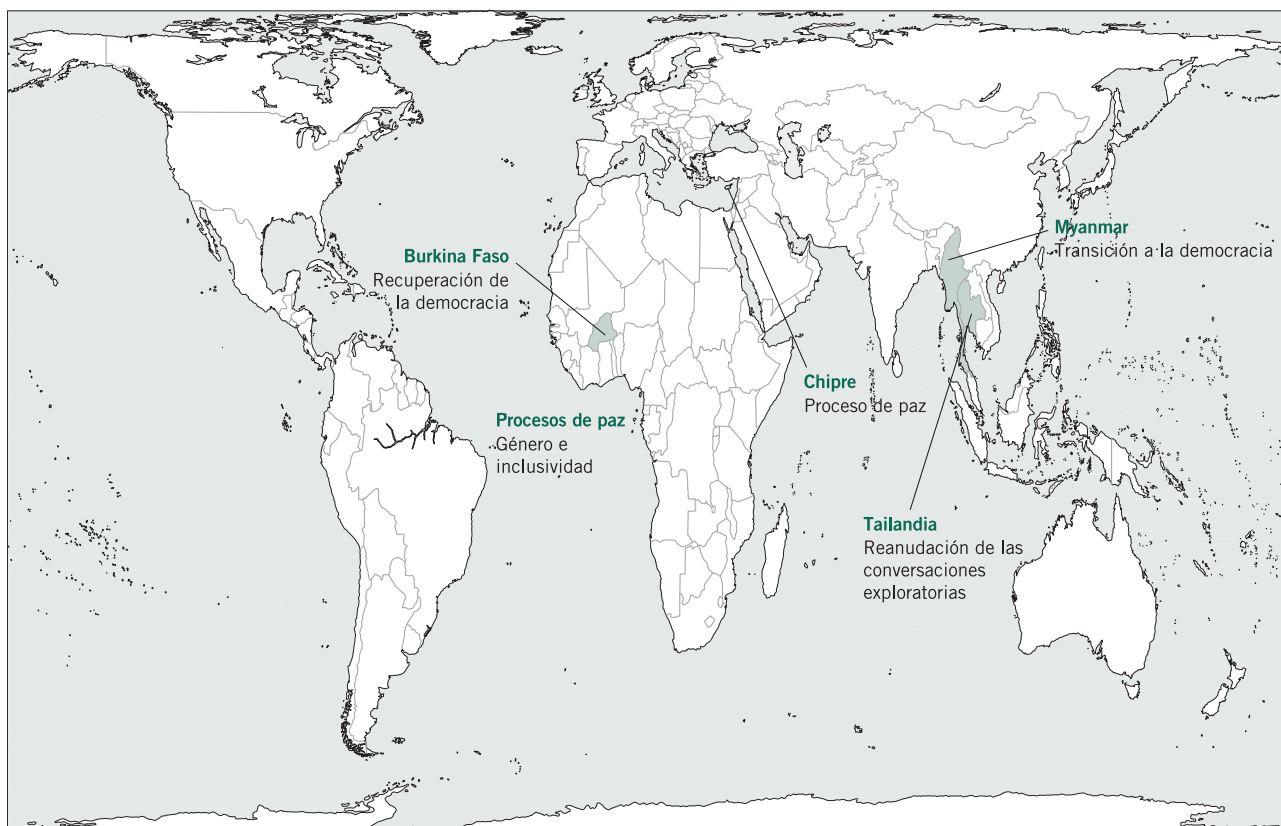 Burkina Faso
Recuperación de
la democracia
Procesos de paz
Género e
inclusividad
Chipre
Proceso de paz
Myanmar
Transición a la democracia
Tailandia
Reanudación de las
conversaciones
exploratorias